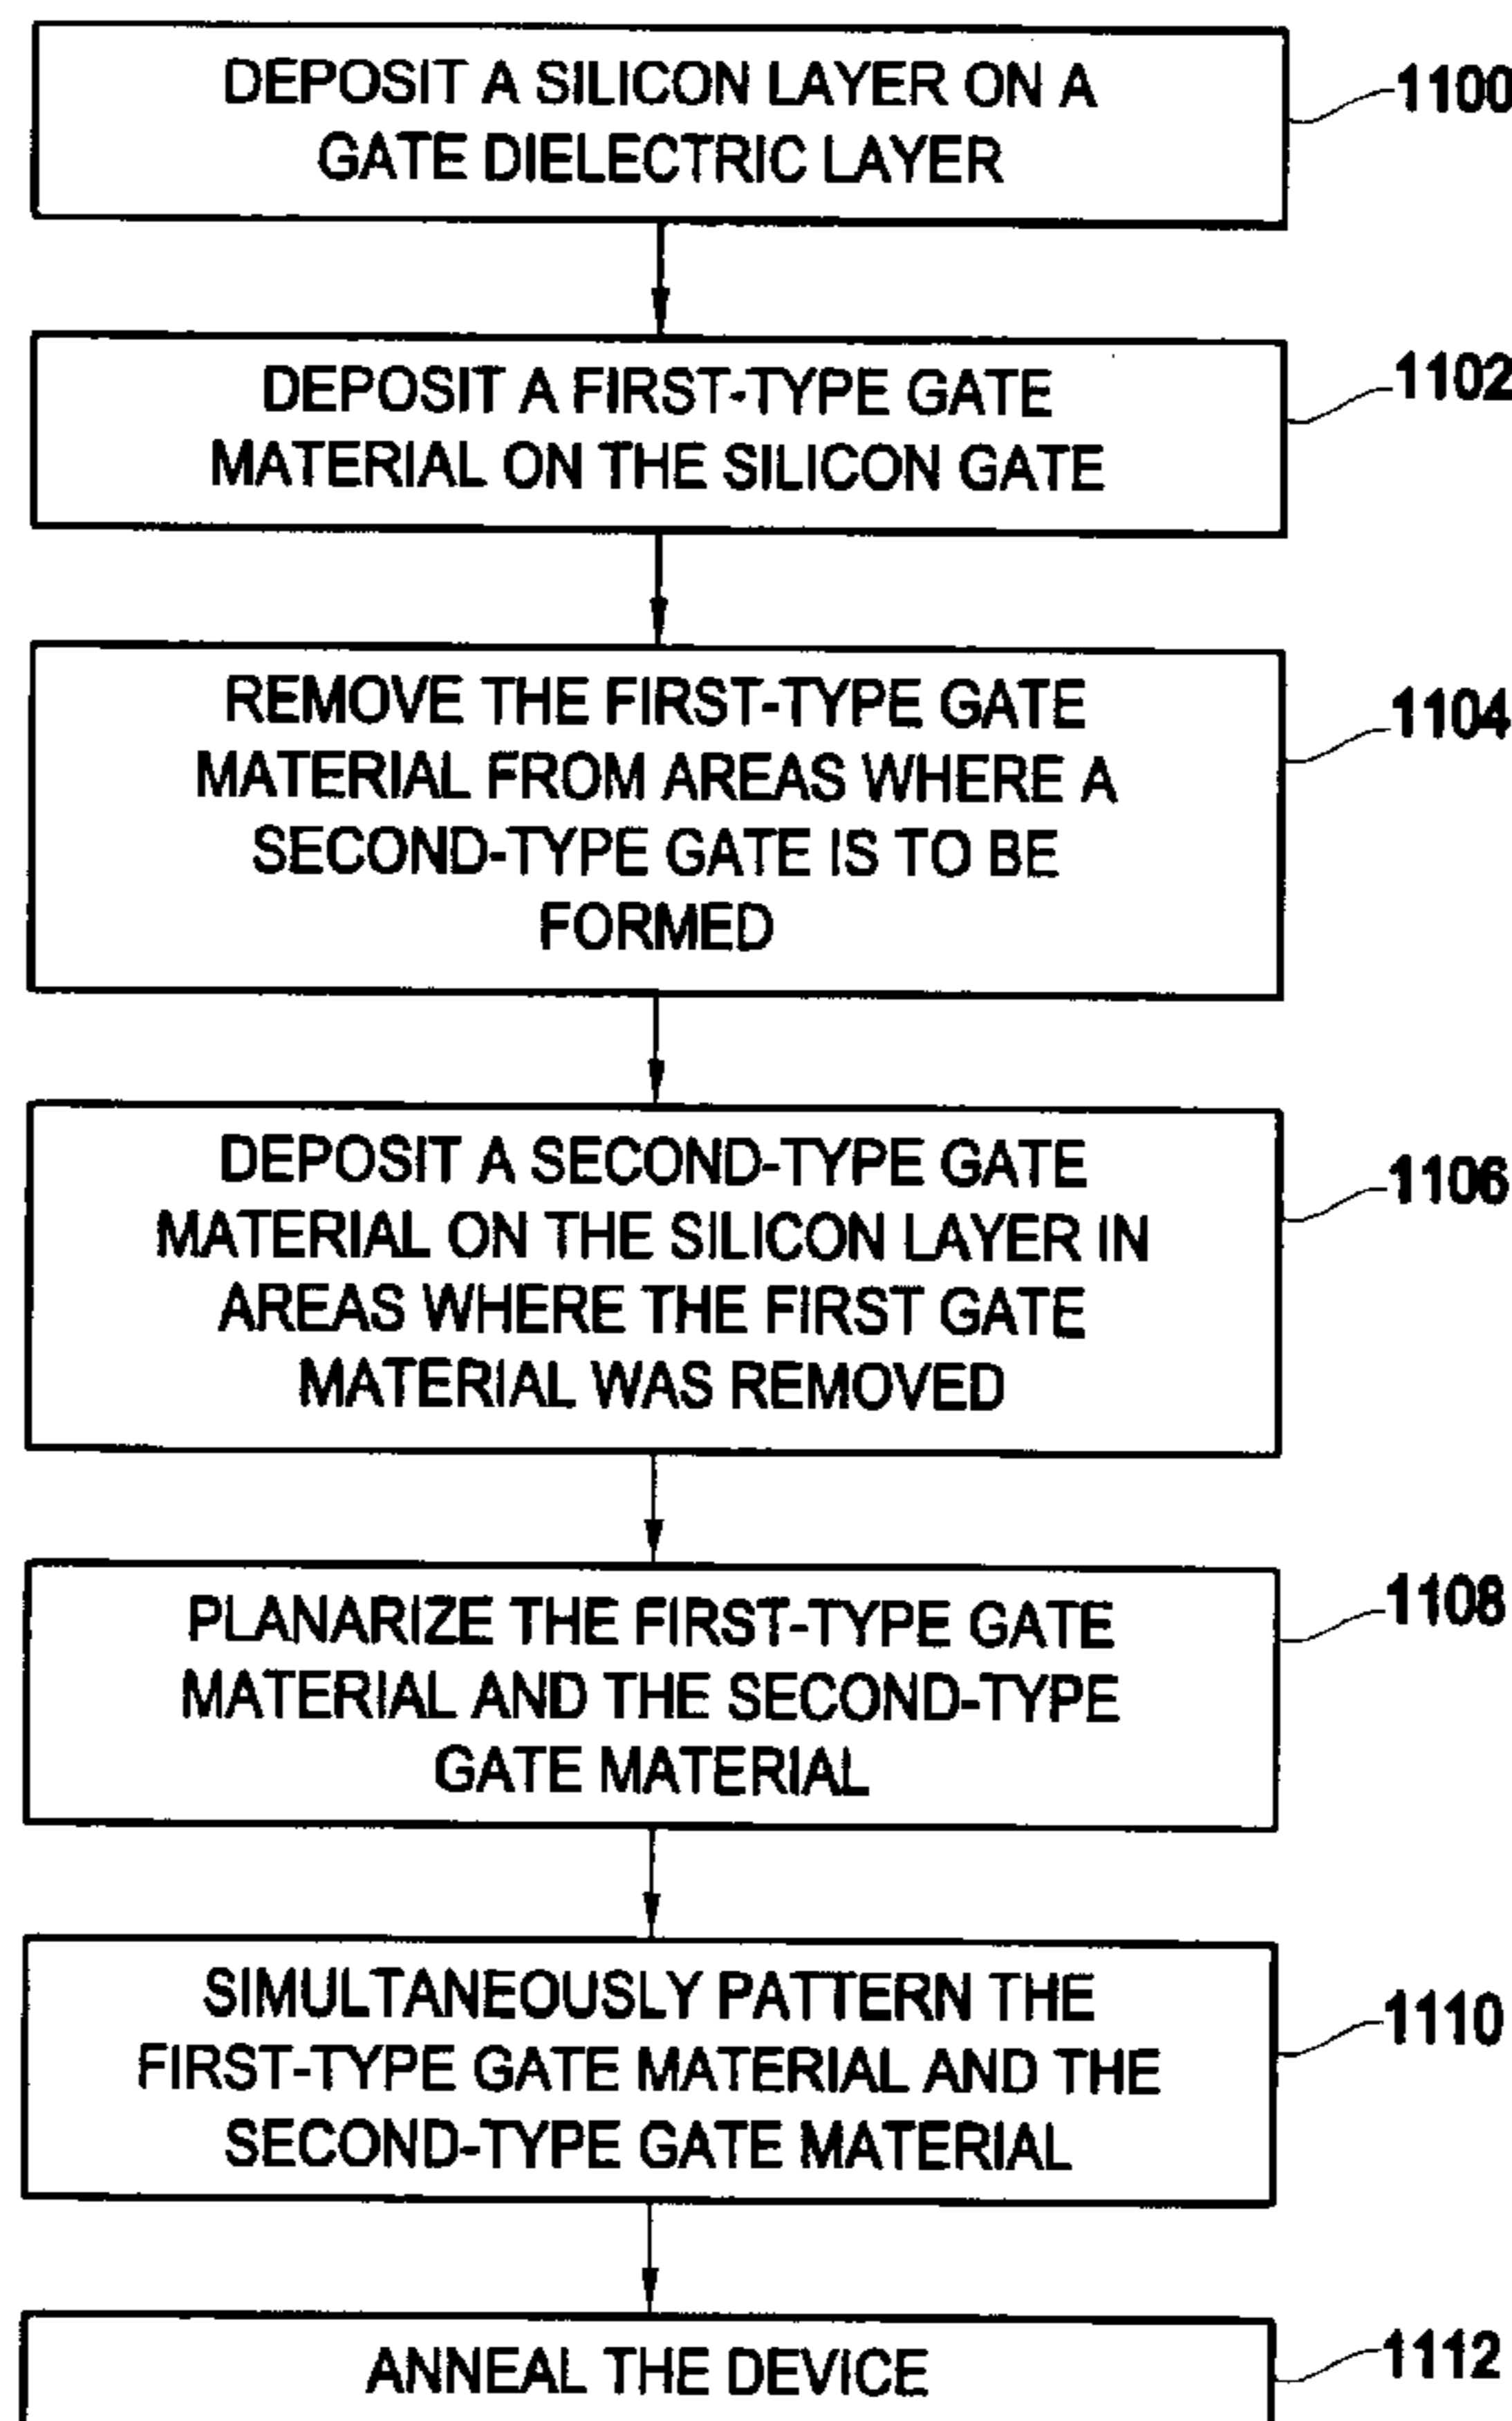 DEPOSIT A SILICON LAYER ON A
GATE DIELECTRIC LAYER
1100
DEPOSIT A FIRST-TYPE GATE
MATERIAL ON THE SILICON GATE
1102
REMOVE THE FIRST-TYPE GATE
MATERIAL FROM AREAS WHERE A
SECOND-TYPE GATE IS TO BE
FORMED
1104
DEPOSIT A SECOND-TYPE GATE
MATERIAL ON THE SILICON LAYER IN
AREAS WHERE THE FIRST GATE
MATERIAL WAS REMOVED
1106
PLANARIZE THE FIRST-TYPE GATE
MATERIAL AND THE SECOND-TYPE
GATE MATERIAL
1108
SIMULTANEOUSLY PATTERN THE
FIRST-TYPE GATE MATERIAL AND THE
SECOND-TYPE GATE MATERIAL
1110
ANNEAL THE DEVICE
1112